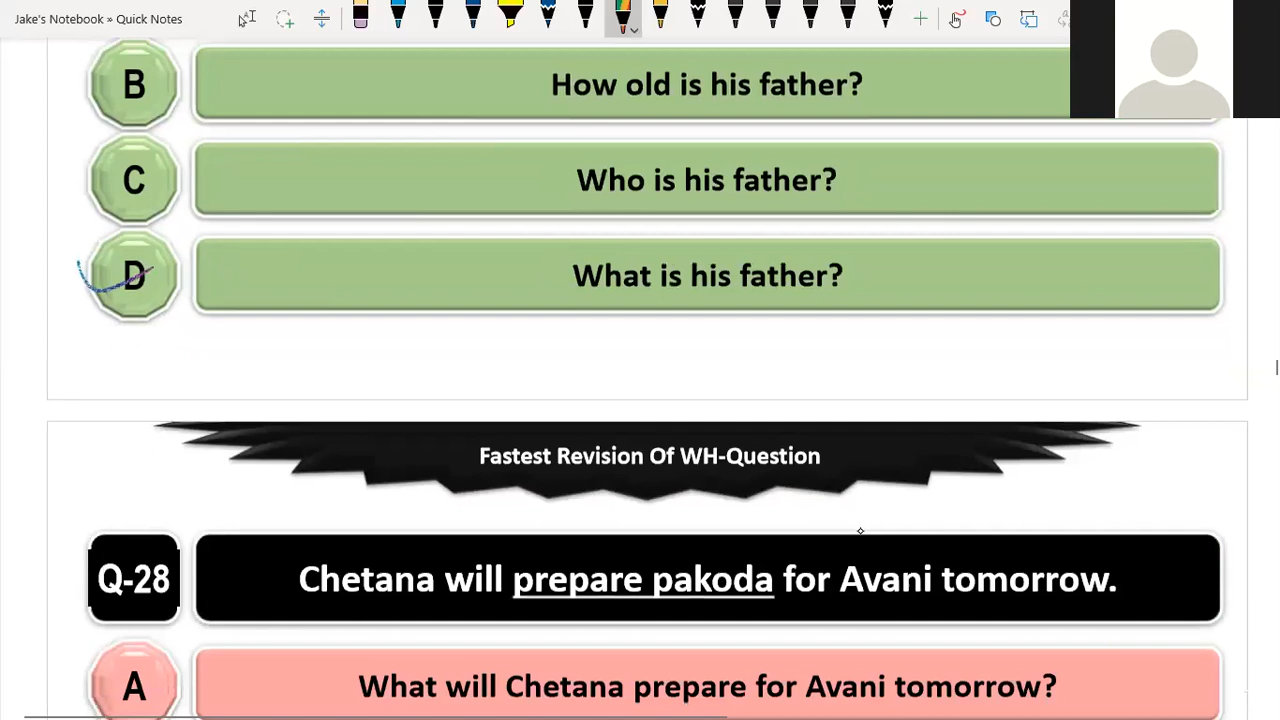 Jake's Notebook » Quick Notes
B How old is his father?
C Who is his father?
D What is his father?
Fastest Revision Of WH-Question
Q-28 Chetana will prepare pakoda for Avani tomorrow.
A What will Chetana prepare for Avani tomorrow?